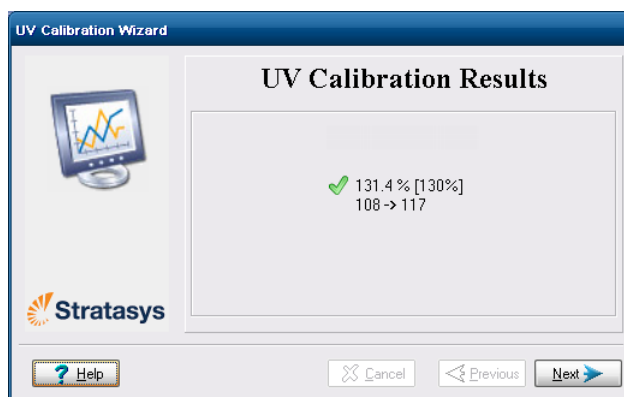 UV Calibration Wizard
UV Calibration Results
131.4 % [130%]
108 -> 117
Stratasys
? Help
Cancel
Previous
Next